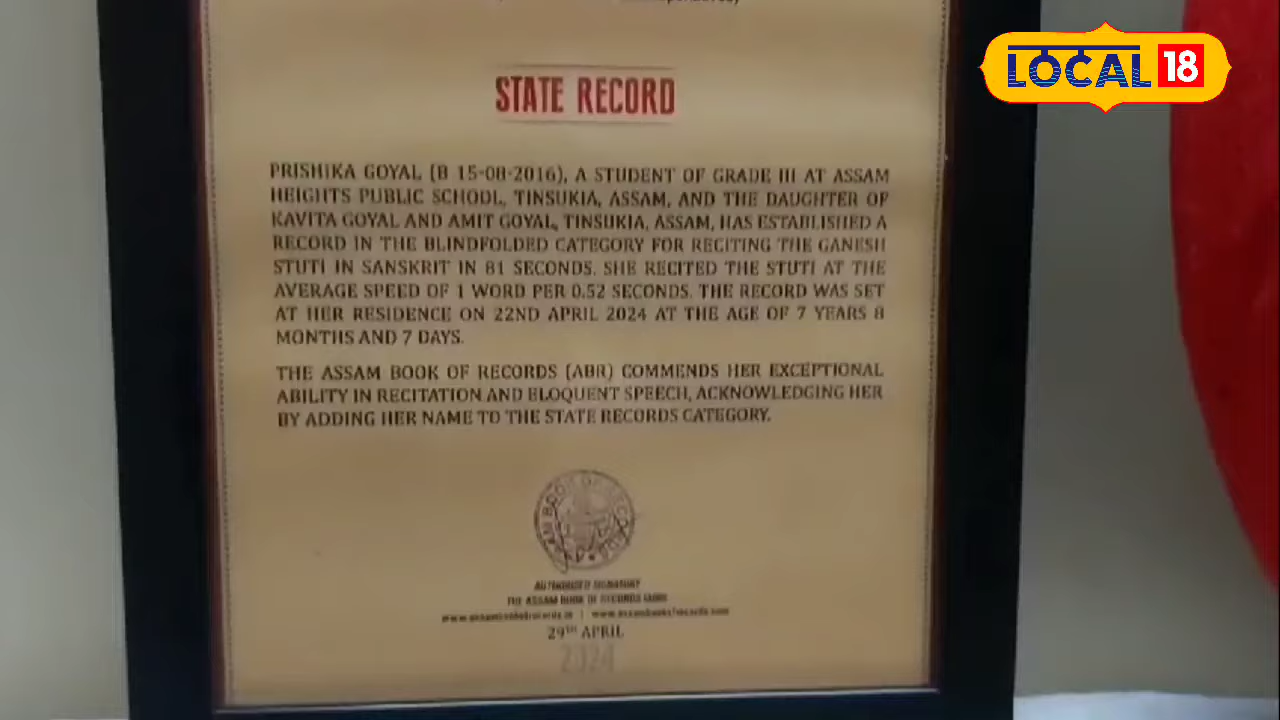 LOCAL 18
STATE RECORD
PRISHIKA GOYAL (B 15-08-2016), A STUDENT OF GRADE III AT ASSAM
HEIGHTS PUBLIC SCHOOL, TINSUKIA, ASSAM, AND THE DAUGHTER OF
KAVITA GOYAL AND AMIT GOYAL, TINSUKIA, ASSAM, HAS ESTABLISHED A
RECORD IN THE BLINDFOLDED CATEGORY FOR RECITING THE GANESH
STUTI IN SANSKRIT IN 81 SECONDS. SHE RECITED THE STUTI AT THE
AVERAGE SPEED OF 1 WORD PER 0.52 SECONDS. THE RECORD WAS SET
AT HER RESIDENCE ON 22ND APRIL 2024 AT THE AGE OF 7 YEARS 8
MONTHS AND 7 DAYS.
THE ASSAM BOOK OF RECORDS (ABR) COMMENDS HER EXCEPTIONAL
ABILITY IN RECITATION AND ELOQUENT SPEECH, ACKNOWLEDGING HER
BY ADDING HER NAME TO THE STATE RECORDS CATEGORY.
AUTHORISED SIGNATORY
THE ASSAM BOOK OF RECORDS
29TH APRIL
2024